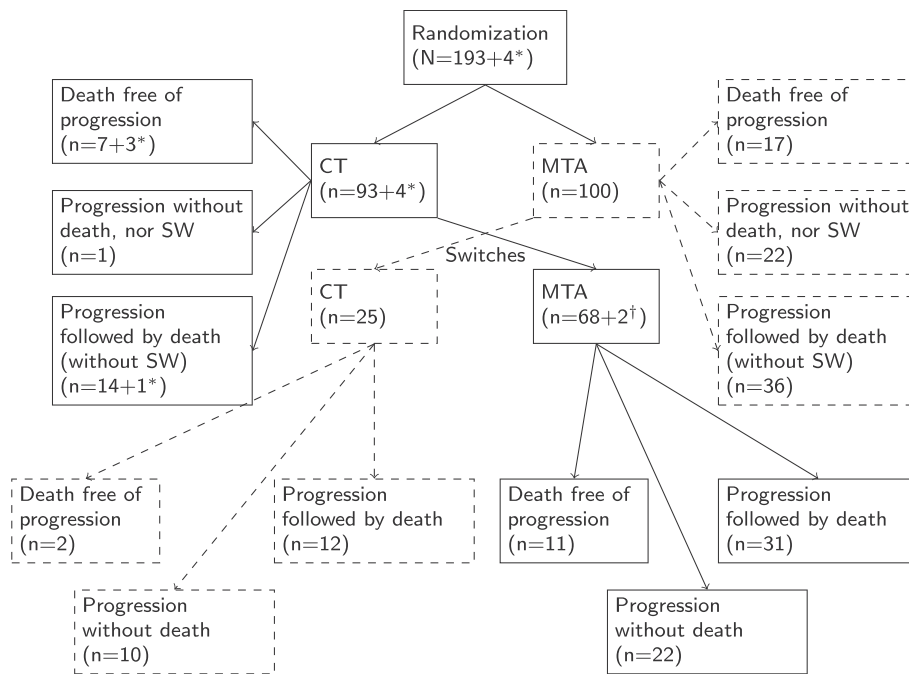 Randomization
(N=193+4*)
Death free of
progression
(n=7+3*)
Death free of
progression
(n=17)
CT
(n=93+4*)
MTA
(n=100)
Progression without
death, nor SW
(n=1)
Progression without
death, nor SW
(n=22)
Switches
CT
(n=25)
MTA
(n=68+2†)
Progression
followed by death
(without SW)
(n=14+1*)
Progression
followed by death
(without SW)
(n=36)
Death free of
progression
(n=2)
Progression
followed by death
(n=12)
Death free of
progression
(n=11)
Progression
followed by death
(n=31)
Progression
without death
(n=10)
Progression
without death
(n=22)